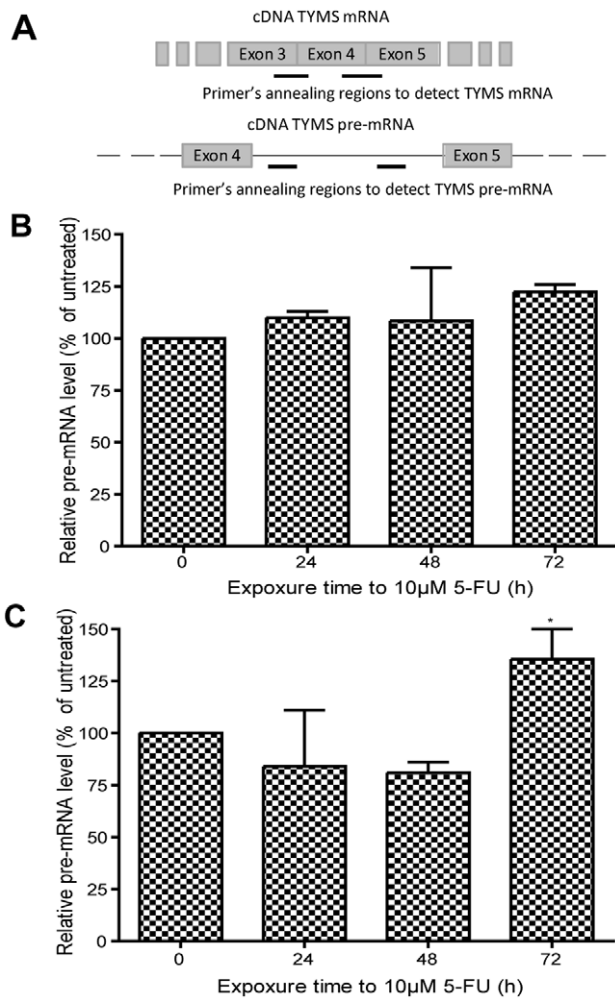 A
cDNA TYMS mRNA
Exon 3 Exon 4 Exon 5
Primer's annealing regions to detect TYMS mRNA
cDNA TYMS pre-mRNA
Exon 4 Exon 5
Primer's annealing regions to detect TYMS pre-mRNA
B
Relative pre-mRNA level (% of untreated)
150
125
100
75
50
25
0
0 24 48 72
Expoxure time to 10µM 5-FU (h)
C
Relative pre-mRNA level (% of untreated)
150
125
100
75
50
25
0
*
0 24 48 72
Expoxure time to 10µM 5-FU (h)